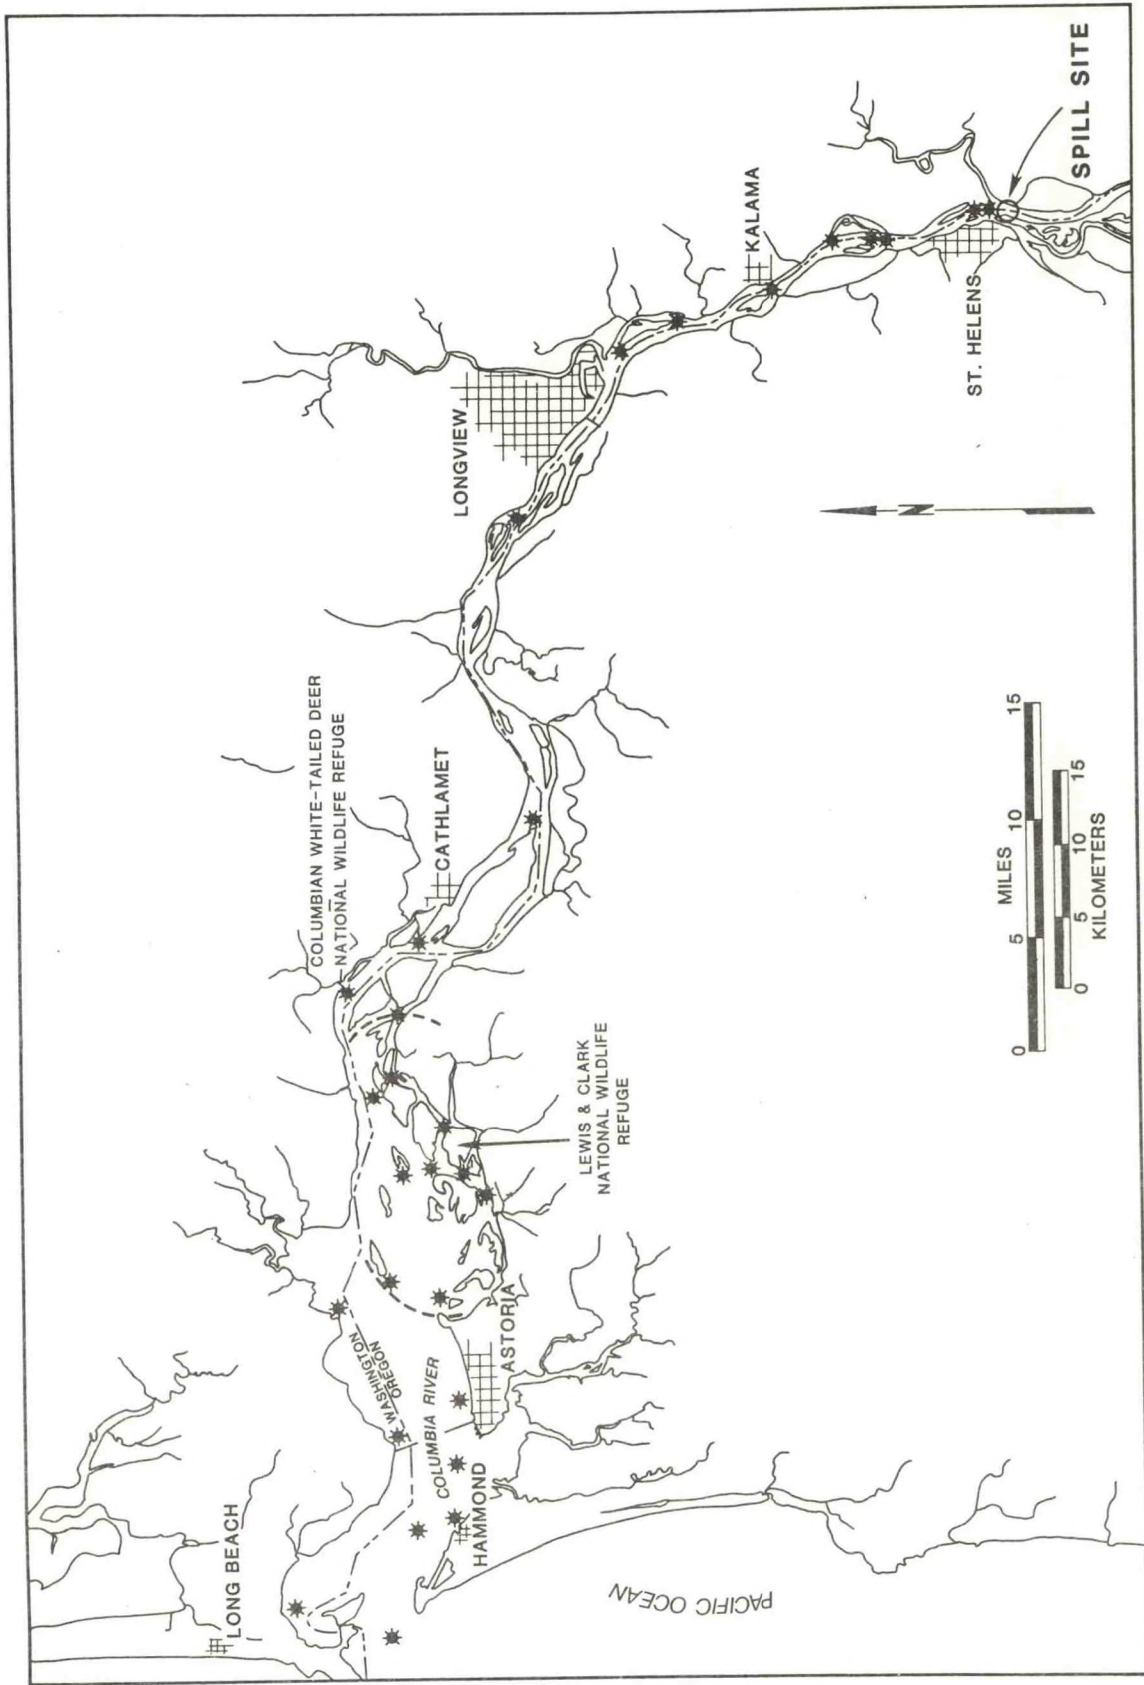 LONG BEACH
COLUMBIAN WHITE-TAILED DEER
NATIONAL WILDLIFE REFUGE
WASHINGTON
OREGON
COLUMBIA RIVER
CATHLAMET
LONGVIEW
HAMMOND
ASTORIA
LEWIS & CLARK
NATIONAL WILDLIFE
REFUGE
KALAMA
PACIFIC OCEAN
N
ST. HELENS
SPILL SITE
MILES
0 5 10 15
0 5 10 15
KILOMETERS